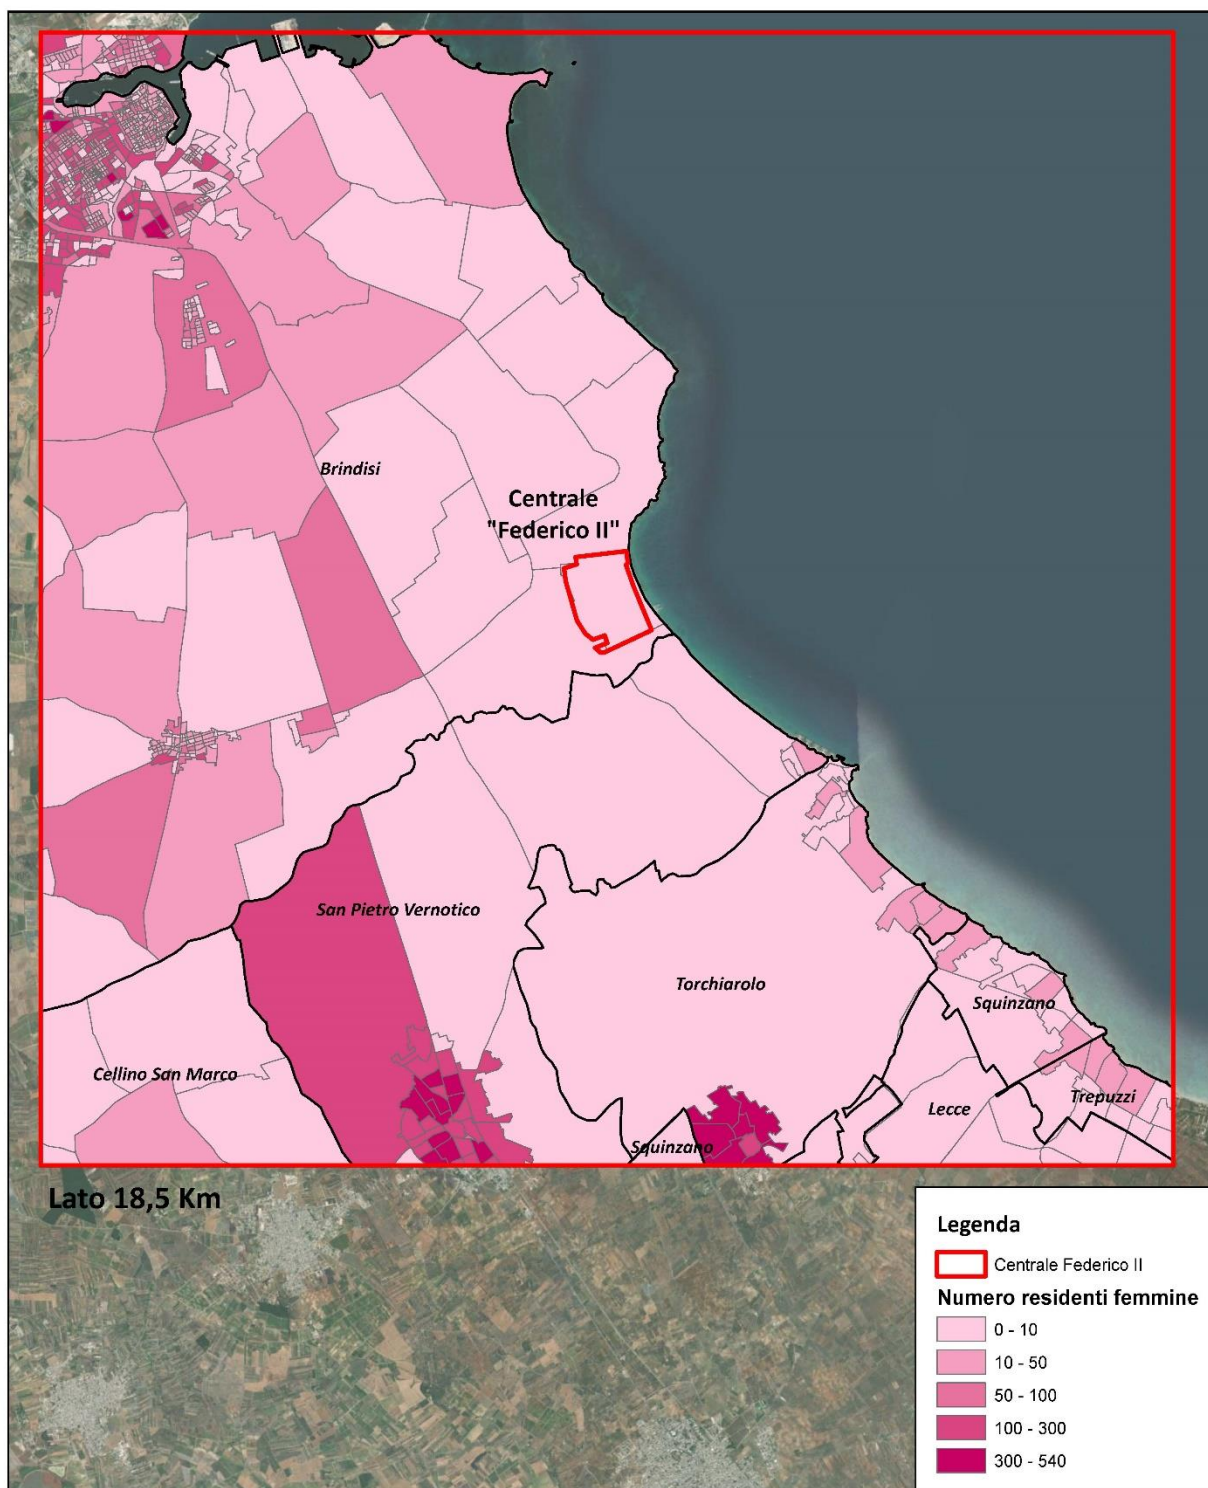 Brindisi
Centrale
"Federico II"
San Pietro Vernotico
Torchiarolo
Squinzano
Cellino San Marco
Lecce
Trepuzzi
Squinzano
Lato 18,5 Km
Legenda
Centrale Federico II
Numero residenti femmine
0 - 10
10 - 50
50 - 100
100 - 300
300 - 540